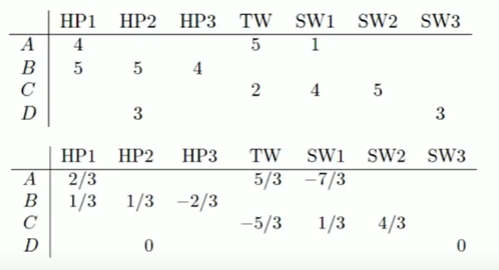 HP1 HP2 HP3 TW SW1 SW2 SW3
A 4 5 1
B 5 5 4
C 2 4 5
D 3 3
HP1 HP2 HP3 TW SW1 SW2 SW3
A 2/3 5/3 −7/3
B 1/3 1/3 −2/3
C −5/3 1/3 4/3
D 0 0